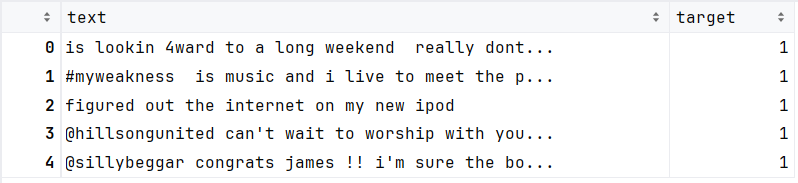 text target
0 is lookin 4ward to a long weekend  really dont... 1
1 #myweakness  is music and i live to meet the p... 1
2 figured out the internet on my new ipod 1
3 @hillsongunited can't wait to worship with you... 1
4 @sillybeggar congrats james !! i'm sure the bo... 1